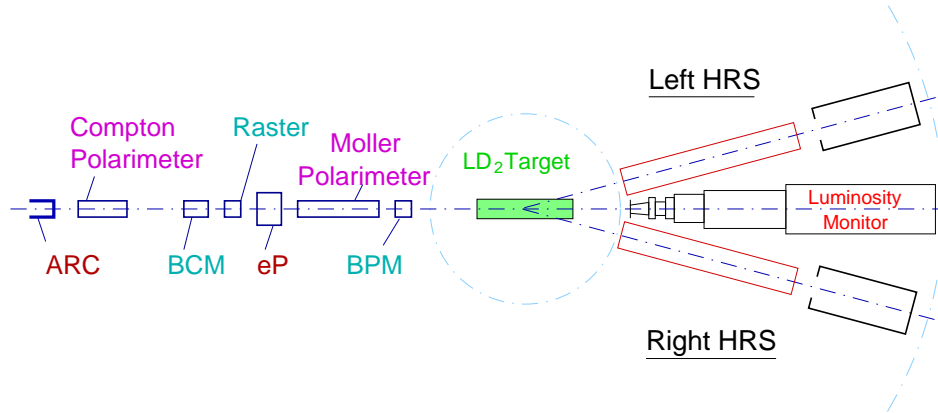 Left HRS
Compton
Polarimeter
Raster
Moller
Polarimeter
LD₂Target
Luminosity
Monitor
ARC
BCM
eP
BPM
Right HRS